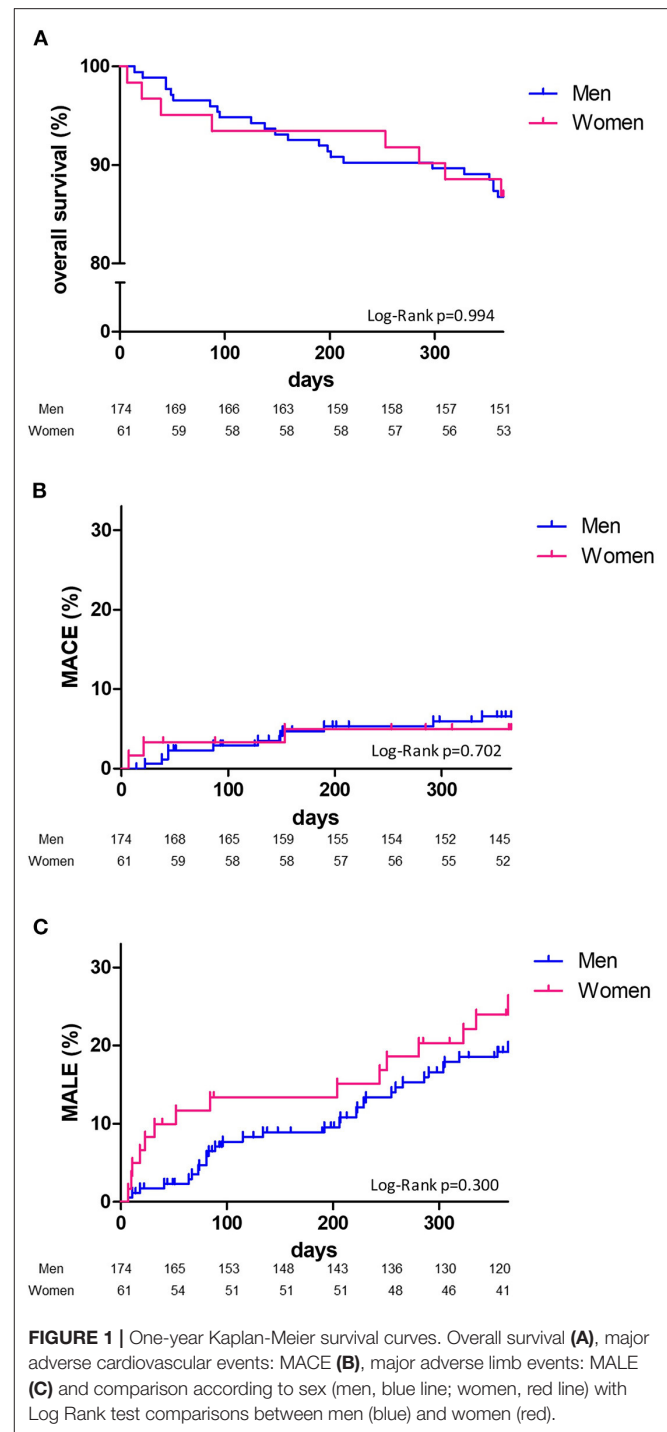 A
100
90
80
0
overall survival (%)
Men
Women
Log-Rank p=0.994
0 100 200 300
days
Men 174 169 166 163 159 158 157 151
Women 61 59 58 58 58 57 56 53
B
30
20
10
0
MACE (%)
Men
Women
Log-Rank p=0.702
0 100 200 300
days
Men 174 168 165 159 155 154 152 145
Women 61 59 58 58 57 56 55 52
C
30
20
10
0
MALE (%)
Men
Women
Log-Rank p=0.300
0 100 200 300
days
Men 174 165 153 148 143 136 130 120
Women 61 54 51 51 51 48 46 41
FIGURE 1 | One-year Kaplan-Meier survival curves. Overall survival (A), major
adverse cardiovascular events: MACE (B), major adverse limb events: MALE
(C) and comparison according to sex (men, blue line; women, red line) with
Log Rank test comparisons between men (blue) and women (red).